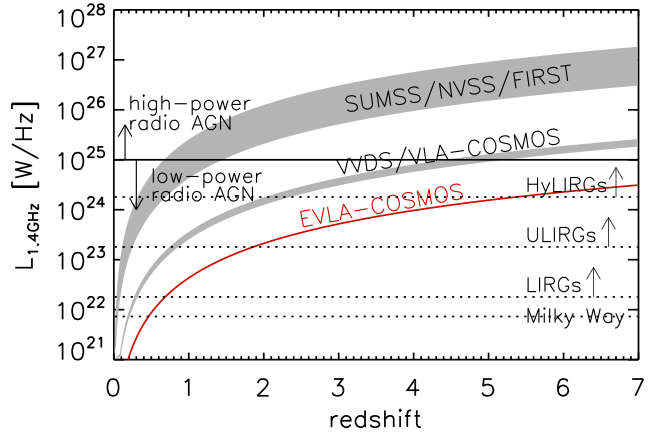 10^28
10^27
10^26
10^25
10^24
10^23
10^22
10^21
L_1.4GHz [W/Hz]
high-power
radio AGN
SUMSS/NVSS/FIRST
low-power
radio AGN
VVDS/VLA-COSMOS
HyLIRGs
EVLA-COSMOS
ULIRGs
LIRGs
Milky Way
0 1 2 3 4 5 6 7
redshift